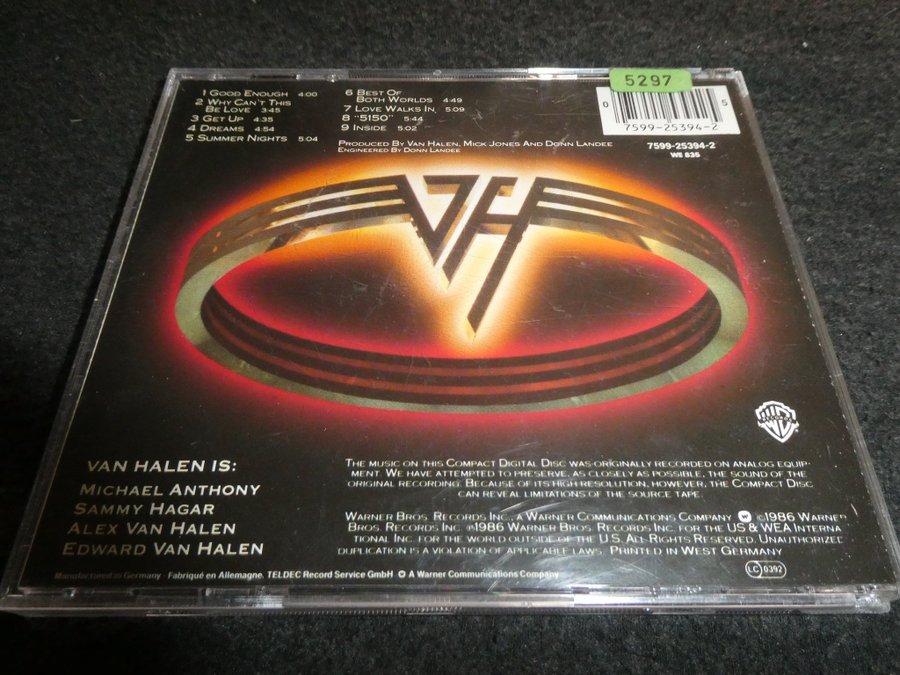 1 Good Enough 4:00
2 Why Can't This
Be Love 3:45
3 Get Up 4:35
4 Dreams 4:54
5 Summer Nights 5:04
6 Best Of
Both Worlds 4:49
7 Love Walks In 5:09
8 "5150" 5:44
9 Inside 5:02
Produced By Van Halen, Mick Jones And Donn Landee
Engineered By Donn Landee
5297
0 5
7599-25394-2
7599-25394-2
WE 835
VH
VAN HALEN IS:
Michael Anthony
Sammy Hagar
Alex Van Halen
Edward Van Halen
The music on this Compact Digital Disc was originally recorded on analog equip-
ment. We have attempted to preserve, as closely as possible, the sound of
the original recording. Because of its high resolution, however, the Compact Disc
can reveal limitations of the source tape.
Warner Bros. Records Inc., a Warner Communications Company ©1986 Warner
Bros. Records Inc. ℗1986 Warner Bros. Records Inc. for the US & WEA Interna-
tional Inc. for the world outside of the U.S. All Rights Reserved. Unauthorized
duplication is a violation of applicable laws. Printed in West Germany
Manufactured in Germany · Fabriqué en Allemagne. TELDEC Record Service GmbH A Warner Communications Company
LC 0392
WB
RECORDS